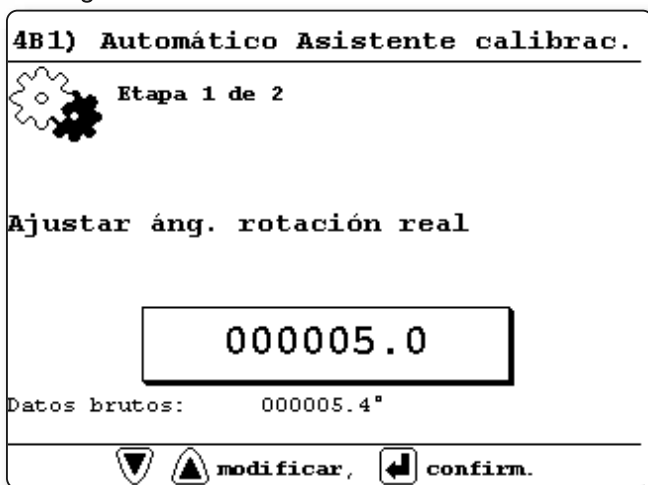 4B1) Automático Asistente calibrac.
Etapa 1 de 2
Ajustar áng. rotación real
000005.0
Datos brutos: 000005.4°
modificar, confirm.